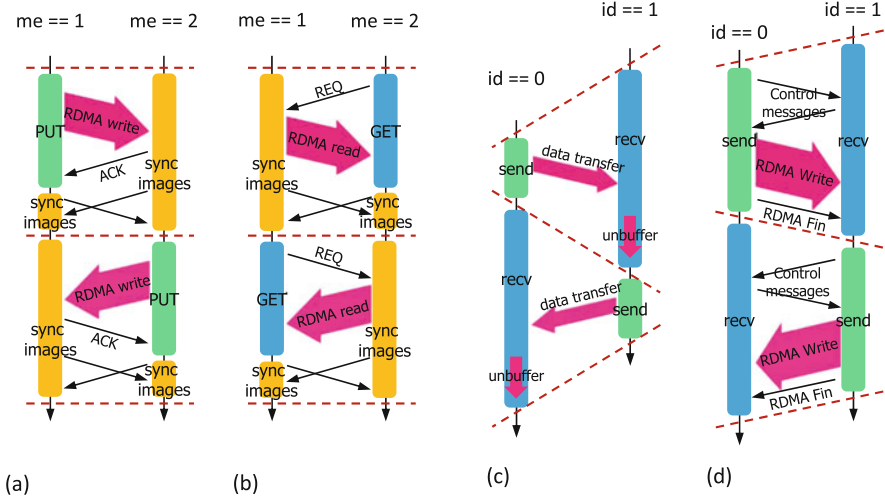 me == 1
me == 2
PUT
RDMA write
ACK
sync
images
sync
images
RDMA write
PUT
sync
images
ACK
sync
images
(a)
me == 1
me == 2
REQ
GET
RDMA read
sync
images
sync
images
REQ
GET
RDMA read
sync
images
sync
images
(b)
id == 0
id == 1
recv
data transfer
send
unbuffer
recv
data transfer
send
unbuffer
(c)
id == 0
id == 1
Control
messages
send
recv
RDMA Write
RDMA Fin
Control
messages
recv
send
RDMA Write
RDMA Fin
(d)